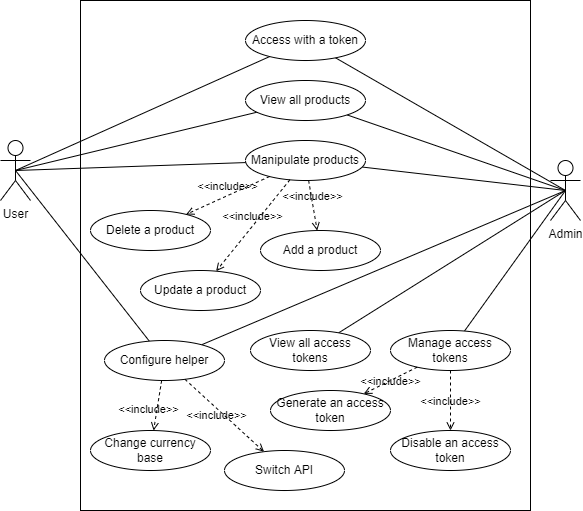 Access with a token
View all products
Manipulate products
<<include>>
<<include>>
<<include>>
User
Delete a product
Add a product
Admin
Update a product
Configure helper
View all access
tokens
Manage access
tokens
<<include>>
<<include>>
<<include>>
<<include>>
Generate an access
token
Change currency
base
Switch API
Disable an access
token